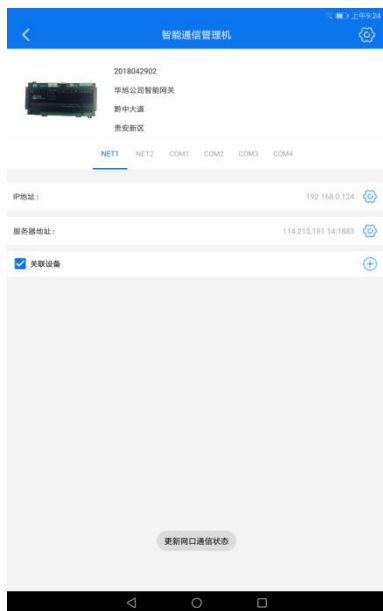 上午9:24
智能通信管理机
2018042902
华旭公司智能网关
黔中大道
贵安新区
NET1 NET2 COM1 COM2 COM3 COM4
IP地址： 192.168.0.124
服务器地址： 114.215.181.14:1883
关联设备
更新网口通信状态